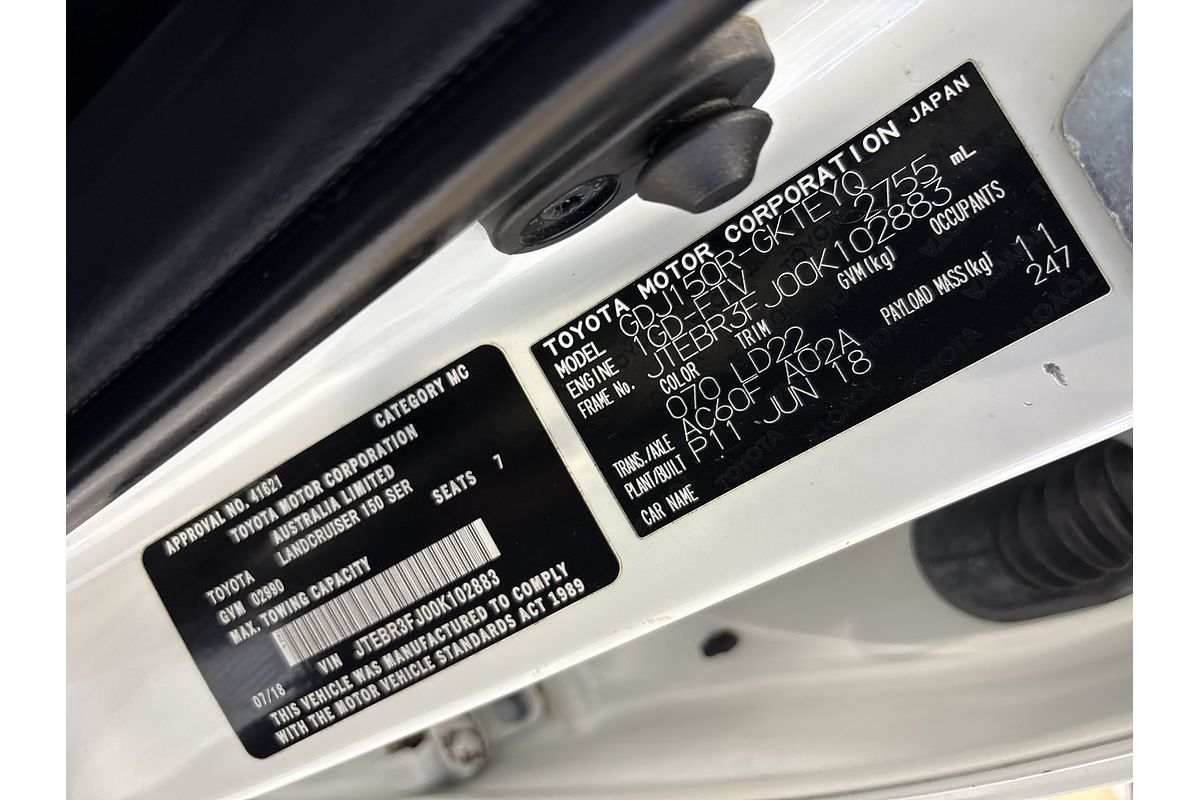 APPROVAL NO. 41621 CATEGORY MC
TOYOTA MOTOR CORPORATION
AUSTRALIA LIMITED
TOYOTA LANDCRUISER 150 SER
GVM 02990 SEATS 7
MAX. TOWING CAPACITY
07/18 VIN JTEBR3FJ00K102883
THIS VEHICLE WAS MANUFACTURED TO COMPLY
WITH THE MOTOR VEHICLE STANDARDS ACT 1989
TOYOTA MOTOR CORPORATION JAPAN
MODEL GDJ150R-GKTEYQ
ENGINE 1GD-FTV 2755 mL
FRAME No. JTEBR3FJ00K102883
COLOR TRIM GVM(kg) OCCUPANTS
070 LD22
TRANS./AXLE AC60F A02A PAYLOAD MASS(kg) 11
PLANT/BUILT P11 JUN 18 247
CAR NAME